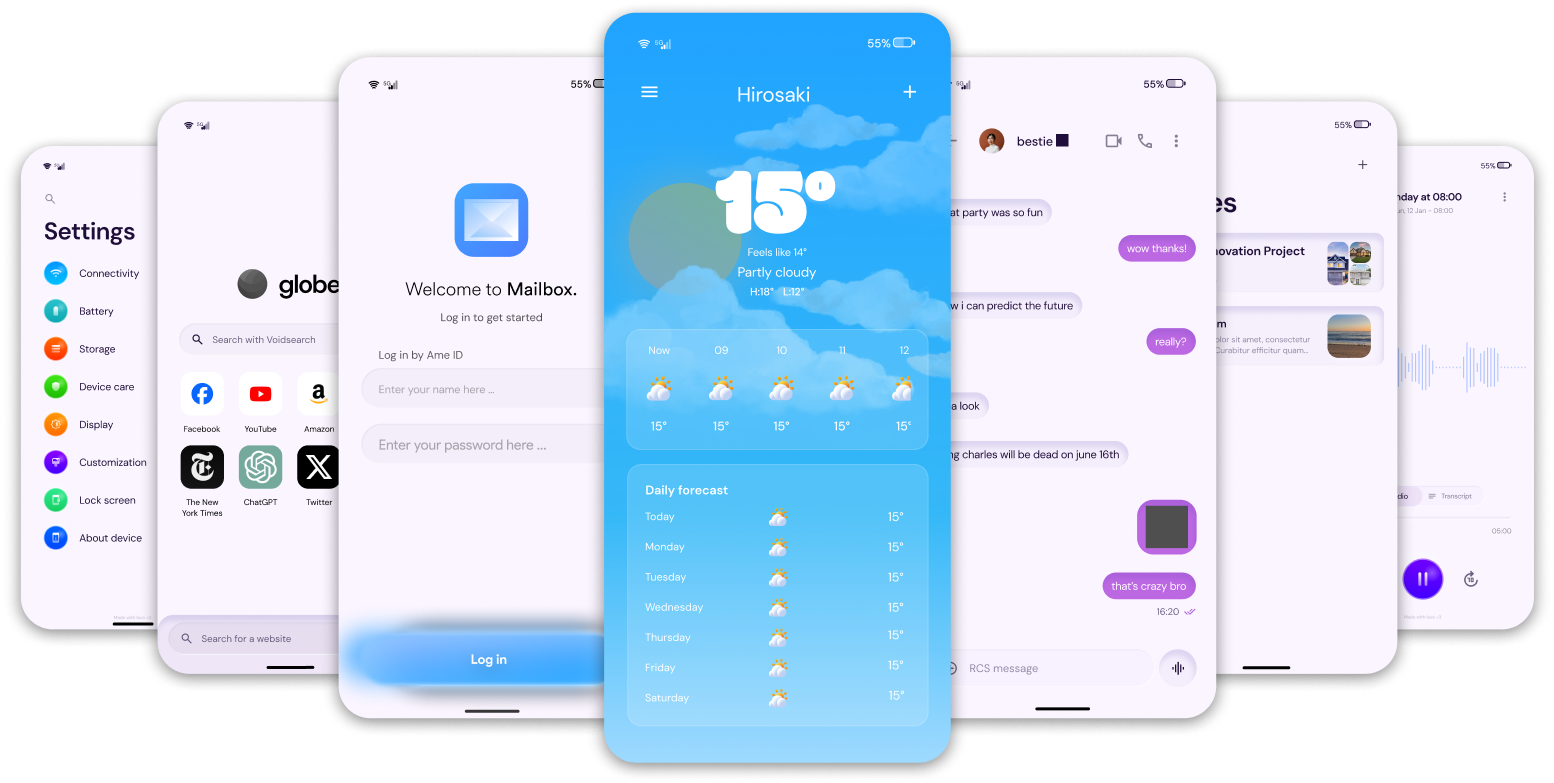 Settings
Connectivity
Battery
Storage
Device care
Display
Customization
Lock screen
About device
5G
globe
Search with Voidsearch
Facebook
YouTube
Amazon
The New
York Times
ChatGPT
Twitter
Search for a website
5G
55%
Welcome to Mailbox.
Log in to get started
Log in by Ame ID
Enter your name here ...
Enter your password here ...
Log in
5G
55%
Hirosaki
15°
Feels like 14°
Partly cloudy
H:18° L:12°
Now 09 10 11 12
15° 15° 15° 15° 15°
Daily forecast
Today 15°
Monday 15°
Tuesday 15°
Wednesday 15°
Thursday 15°
Friday 15°
Saturday 15°
5G
55%
bestie
at party was so fun
wow thanks!
w i can predict the future
really?
a look
ng charles will be dead on june 16th
that's crazy bro
16:20
RCS message
55%
es
novation Project
m
olor sit amet, consectetur
Curabitur efficitur quam...
55%
nday at 08:00
un, 12 Jan - 08:00
dio
Transcript
05:00
10